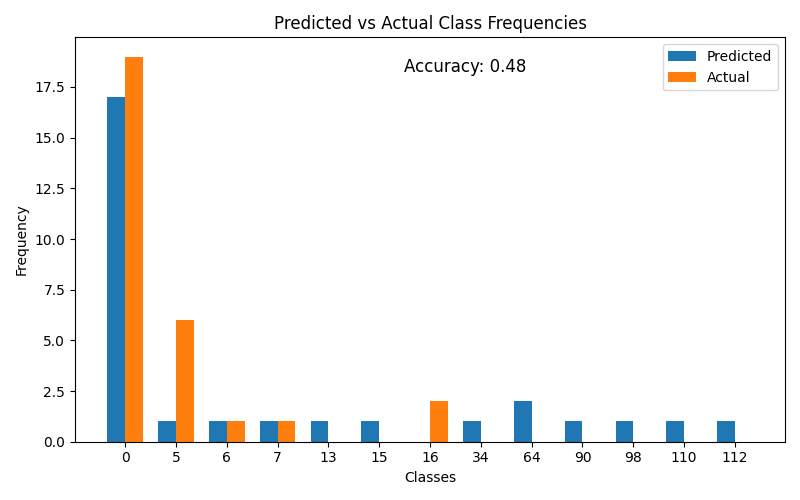 Predicted vs Actual Class Frequencies
Accuracy: 0.48
Predicted
Actual
Frequency
17.5
15.0
12.5
10.0
7.5
5.0
2.5
0.0
0 5 6 7 13 15 16 34 64 90 98 110 112
Classes